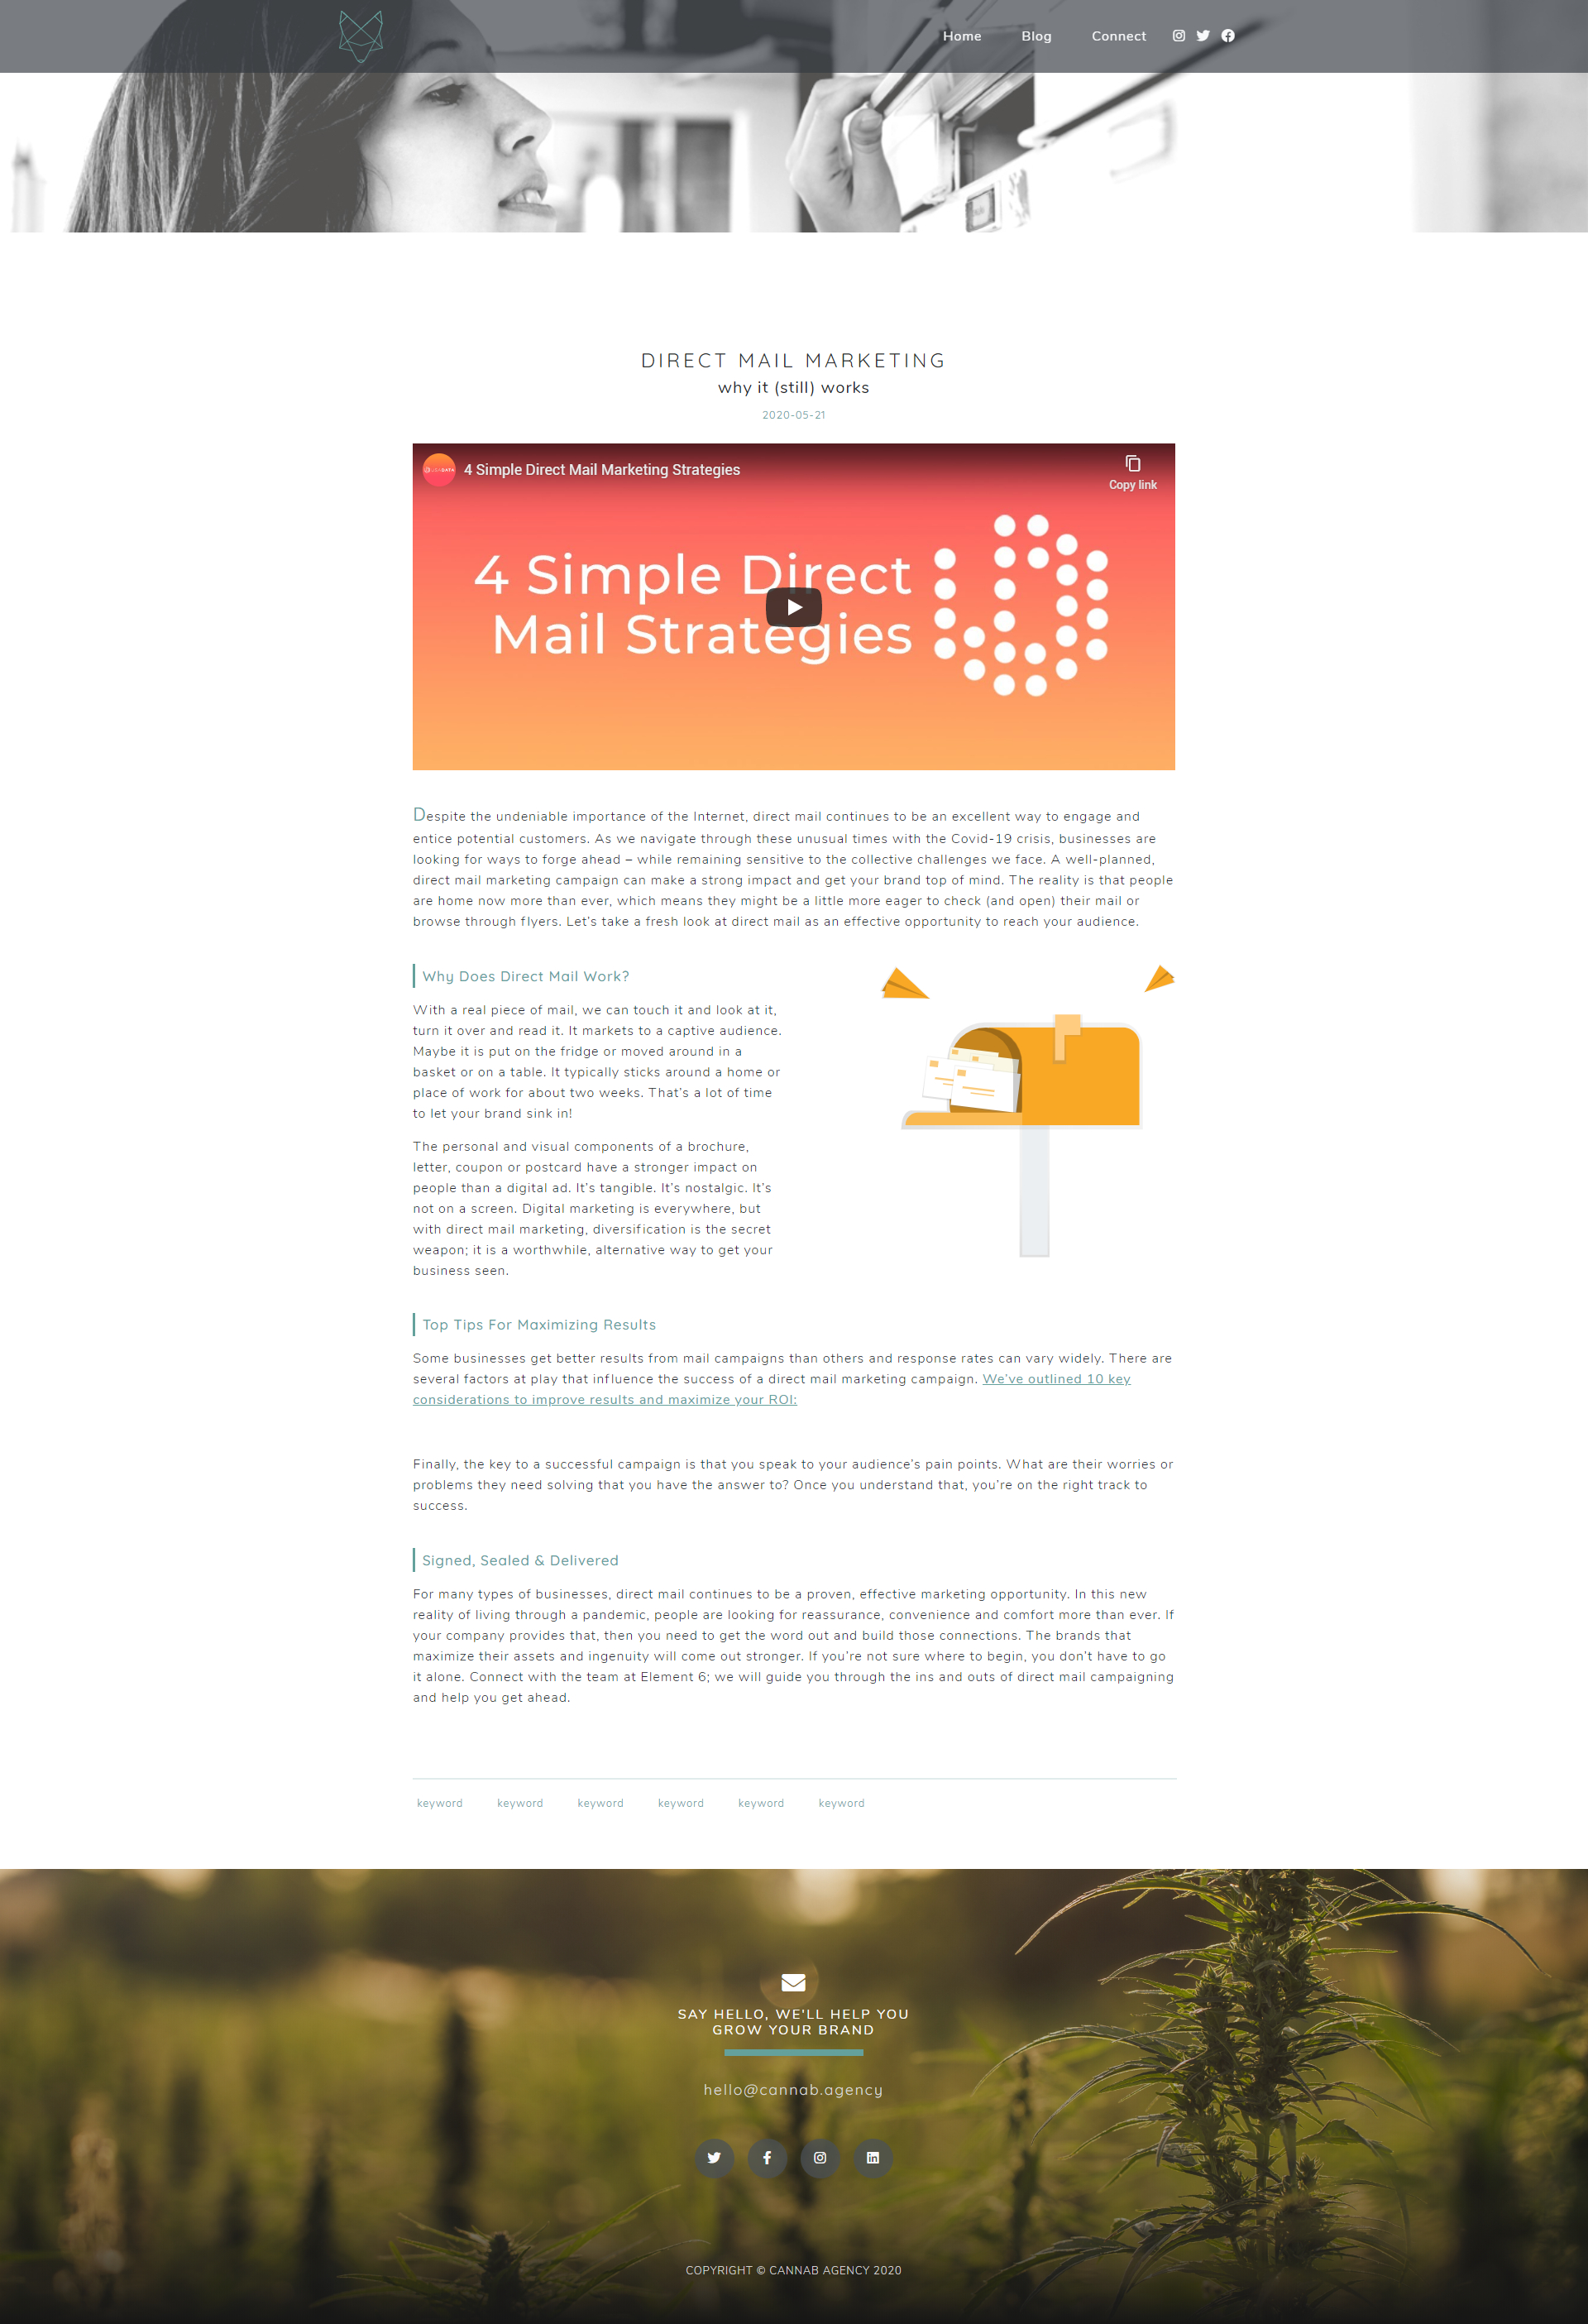 Home Blog Connect
DIRECT MAIL MARKETING
why it (still) works
2020-05-21
4 Simple Direct Mail Marketing Strategies
Copy link
4 Simple Direct
Mail Strategies
Despite the undeniable importance of the Internet, direct mail continues to be an excellent way to engage and
entice potential customers. As we navigate through these unusual times with the Covid-19 crisis, businesses are
looking for ways to forge ahead – while remaining sensitive to the collective challenges we face. A well-planned,
direct mail marketing campaign can make a strong impact and get your brand top of mind. The reality is that people
are home now more than ever, which means they might be a little more eager to check (and open) their mail or
browse through flyers. Let’s take a fresh look at direct mail as an effective opportunity to reach your audience.
Why Does Direct Mail Work?
With a real piece of mail, we can touch it and look at it,
turn it over and read it. It markets to a captive audience.
Maybe it is put on the fridge or moved around in a
basket or on a table. It typically sticks around a home or
place of work for about two weeks. That’s a lot of time
to let your brand sink in!
The personal and visual components of a brochure,
letter, coupon or postcard have a stronger impact on
people than a digital ad. It’s tangible. It’s nostalgic. It’s
not on a screen. Digital marketing is everywhere, but
with direct mail marketing, diversification is the secret
weapon; it is a worthwhile, alternative way to get your
business seen.
Top Tips For Maximizing Results
Some businesses get better results from mail campaigns than others and response rates can vary widely. There are
several factors at play that influence the success of a direct mail marketing campaign. We’ve outlined 10 key
considerations to improve results and maximize your ROI:
Finally, the key to a successful campaign is that you speak to your audience’s pain points. What are their worries or
problems they need solving that you have the answer to? Once you understand that, you’re on the right track to
success.
Signed, Sealed & Delivered
For many types of businesses, direct mail continues to be a proven, effective marketing opportunity. In this new
reality of living through a pandemic, people are looking for reassurance, convenience and comfort more than ever. If
your company provides that, then you need to get the word out and build those connections. The brands that
maximize their assets and ingenuity will come out stronger. If you’re not sure where to begin, you don’t have to go
it alone. Connect with the team at Element 6; we will guide you through the ins and outs of direct mail campaigning
and help you get ahead.
keyword keyword keyword keyword keyword keyword
SAY HELLO, WE'LL HELP YOU
GROW YOUR BRAND
hello@cannab.agency
COPYRIGHT © CANNAB AGENCY 2020